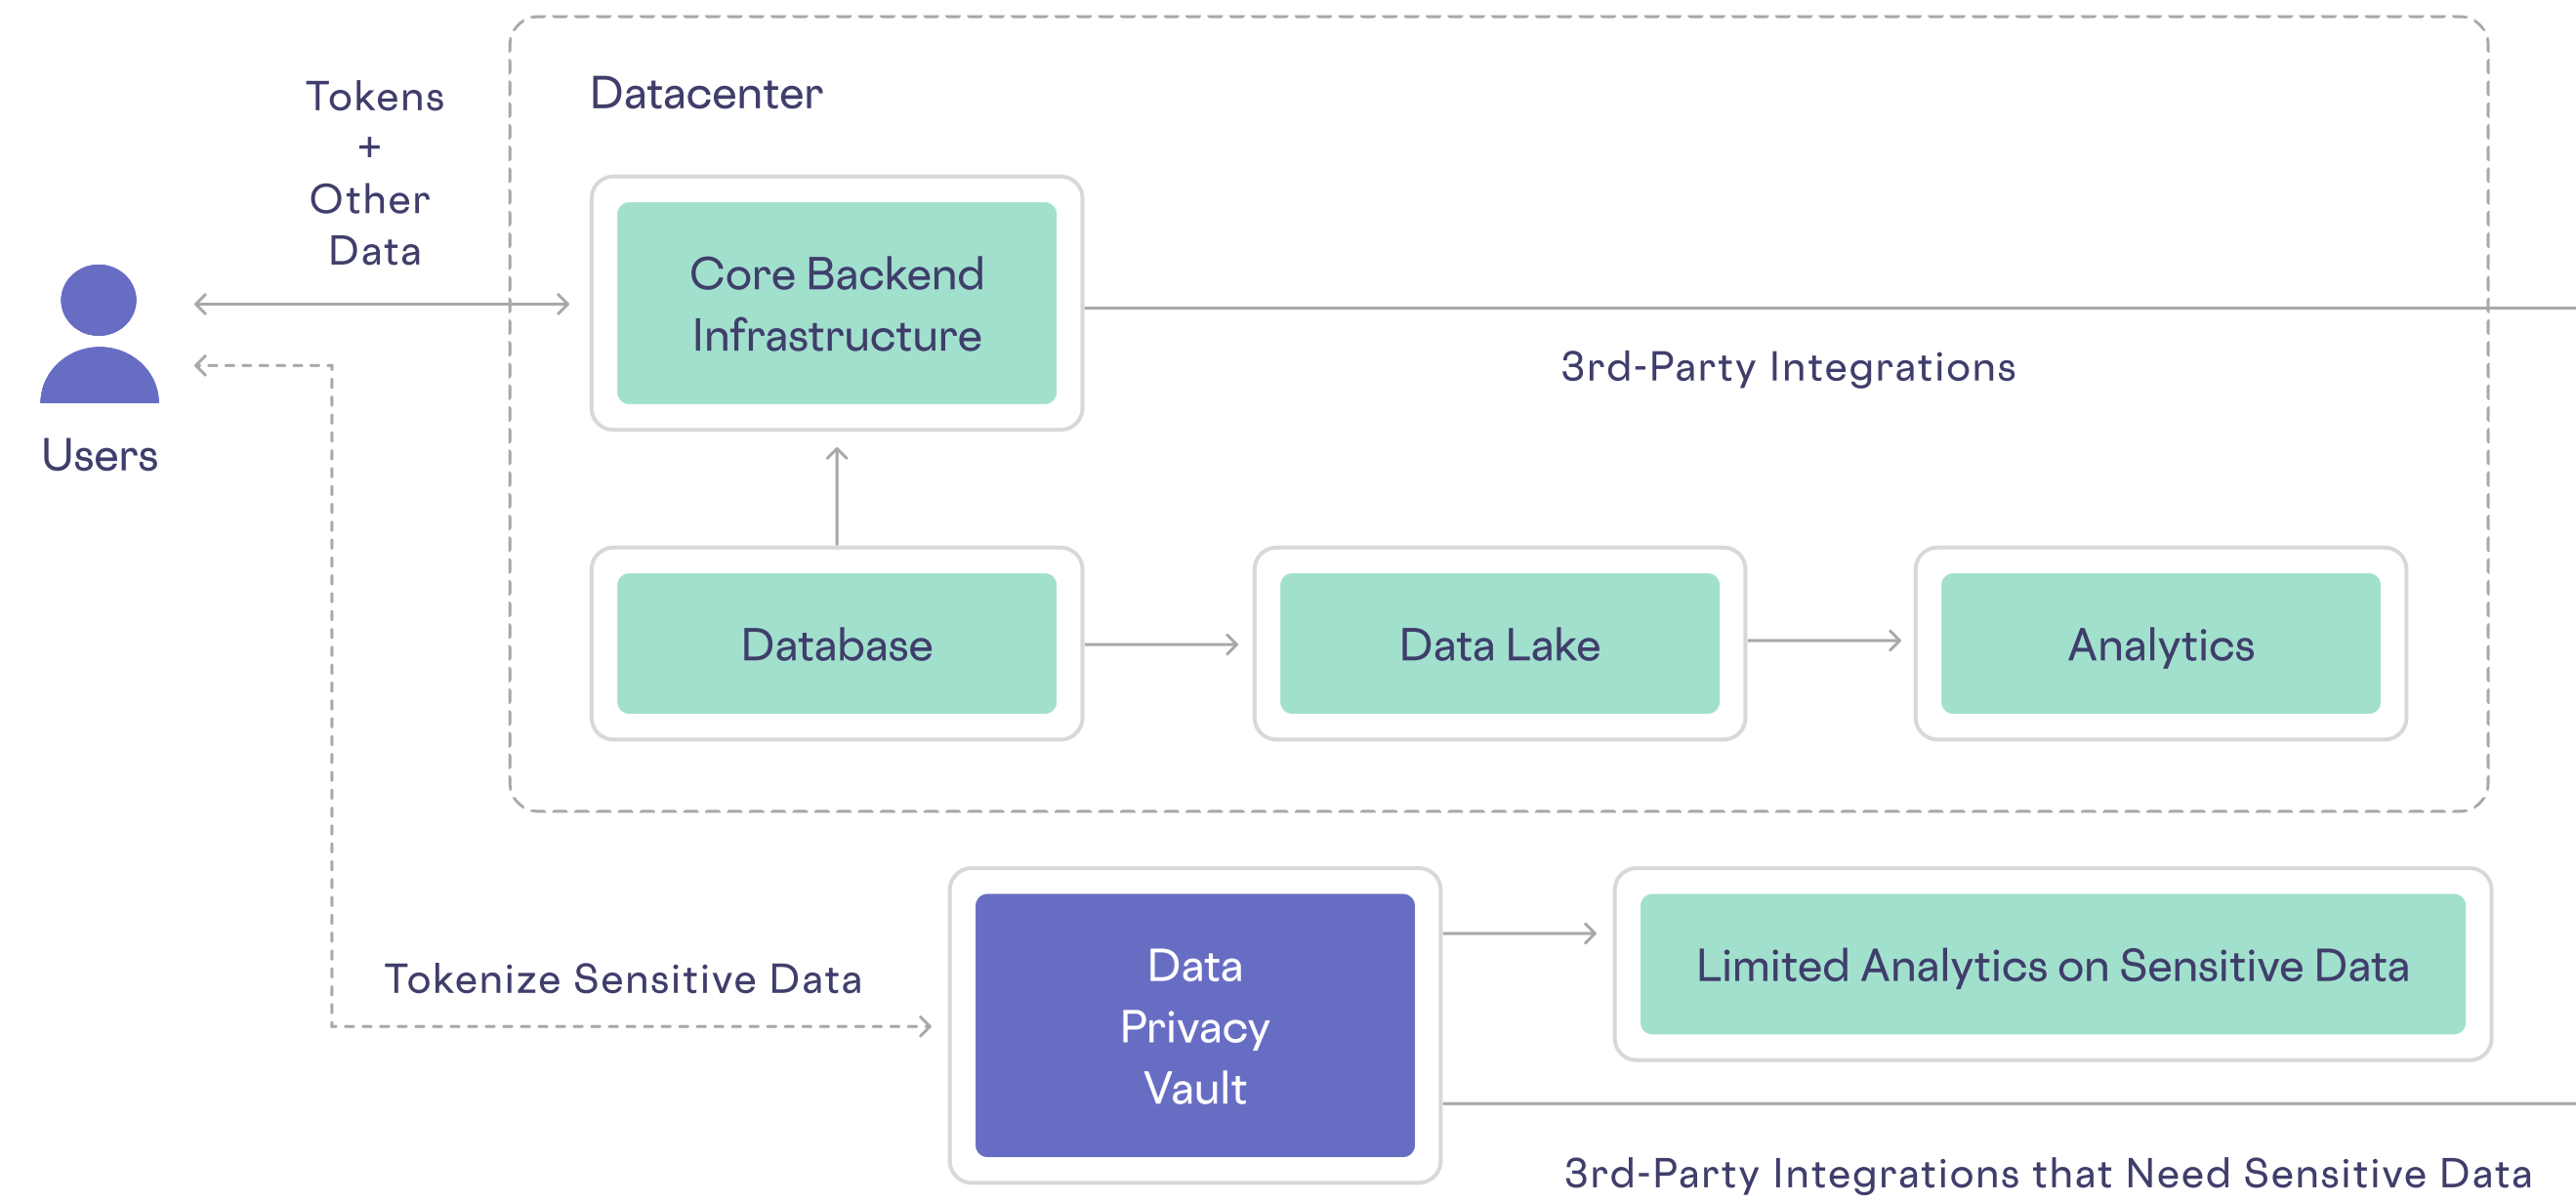 Tokens
+
Other
Data
Users
Datacenter
Core Backend
Infrastructure
3rd-Party Integrations
Database
Data Lake
Analytics
Tokenize Sensitive Data
Data
Privacy
Vault
Limited Analytics on Sensitive Data
3rd-Party Integrations that Need Sensitive Data